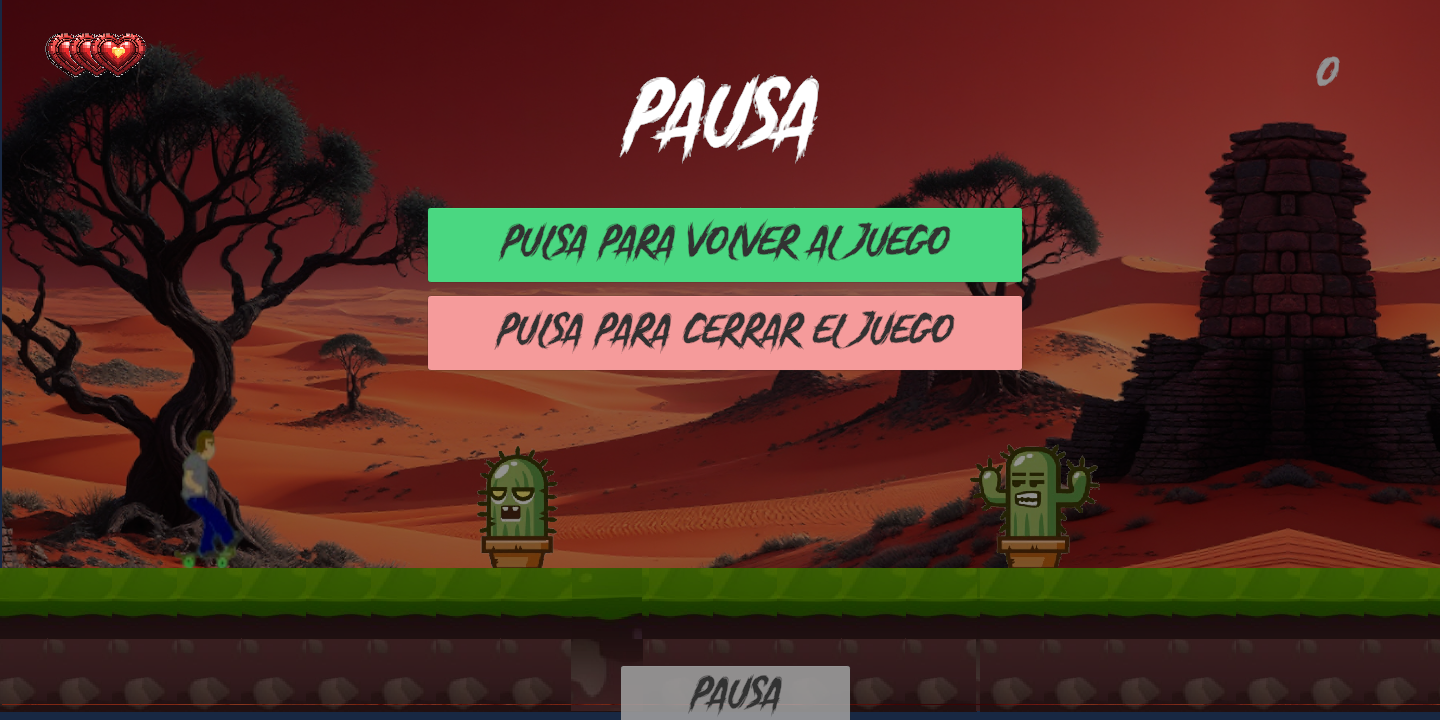 0
PAUSA
PULSA PARA VOLVER AL JUEGO
PULSA PARA CERRAR EL JUEGO
PAUSA